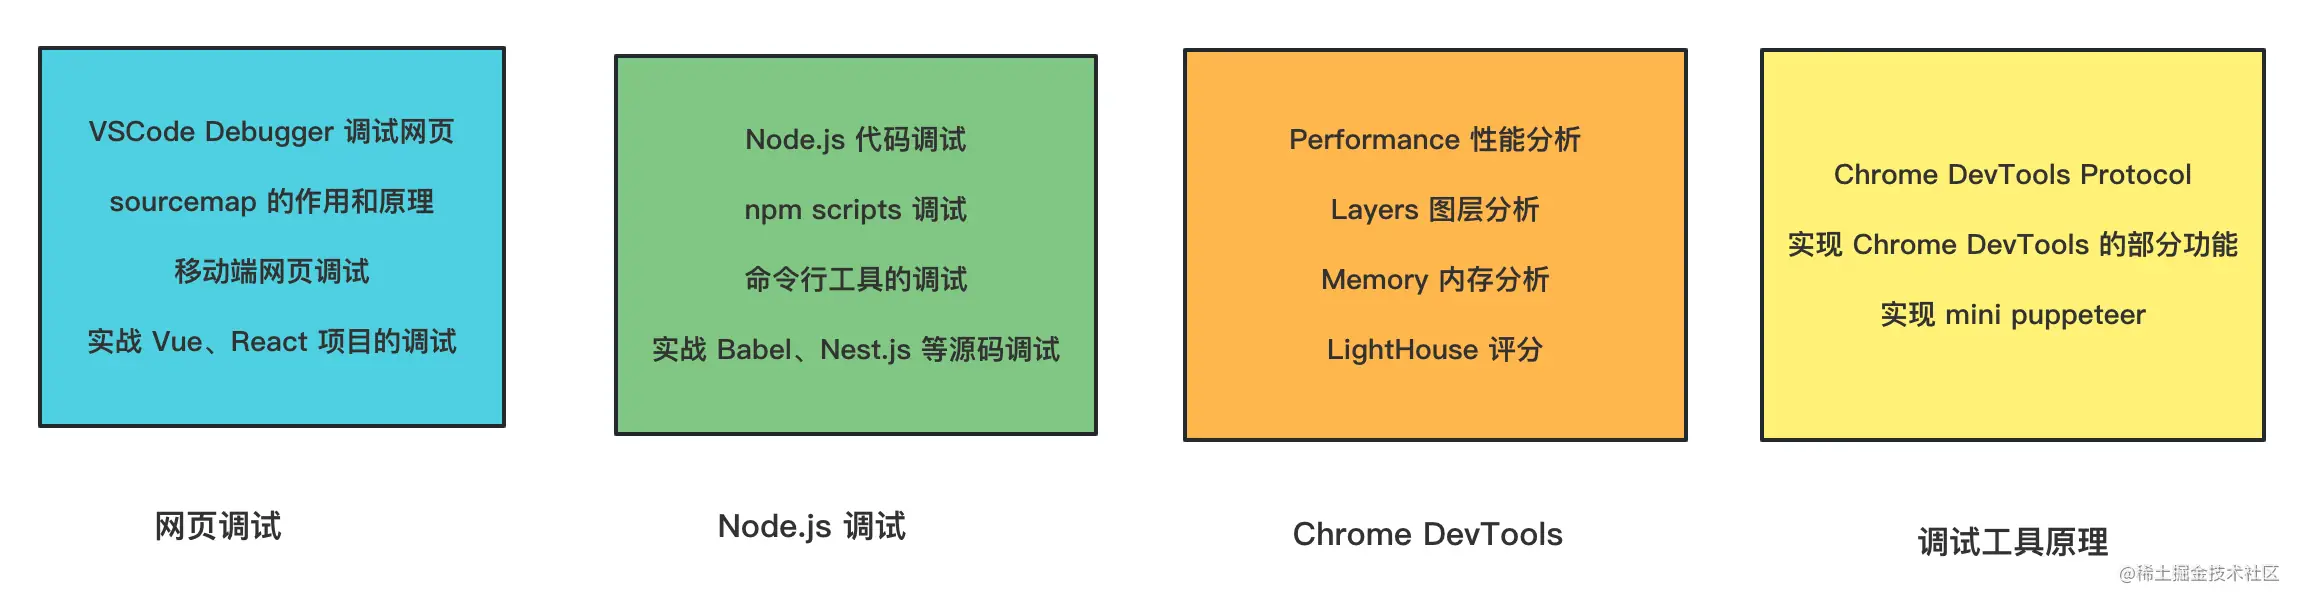 VSCode Debugger 调试网页
sourcemap 的作用和原理
移动端网页调试
实战 Vue、React 项目的调试
网页调试
Node.js 代码调试
npm scripts 调试
命令行工具的调试
实战 Babel、Nest.js 等源码调试
Node.js 调试
Performance 性能分析
Layers 图层分析
Memory 内存分析
LightHouse 评分
Chrome DevTools
Chrome DevTools Protocol
实现 Chrome DevTools 的部分功能
实现 mini puppeteer
调试工具原理
@稀土掘金技术社区